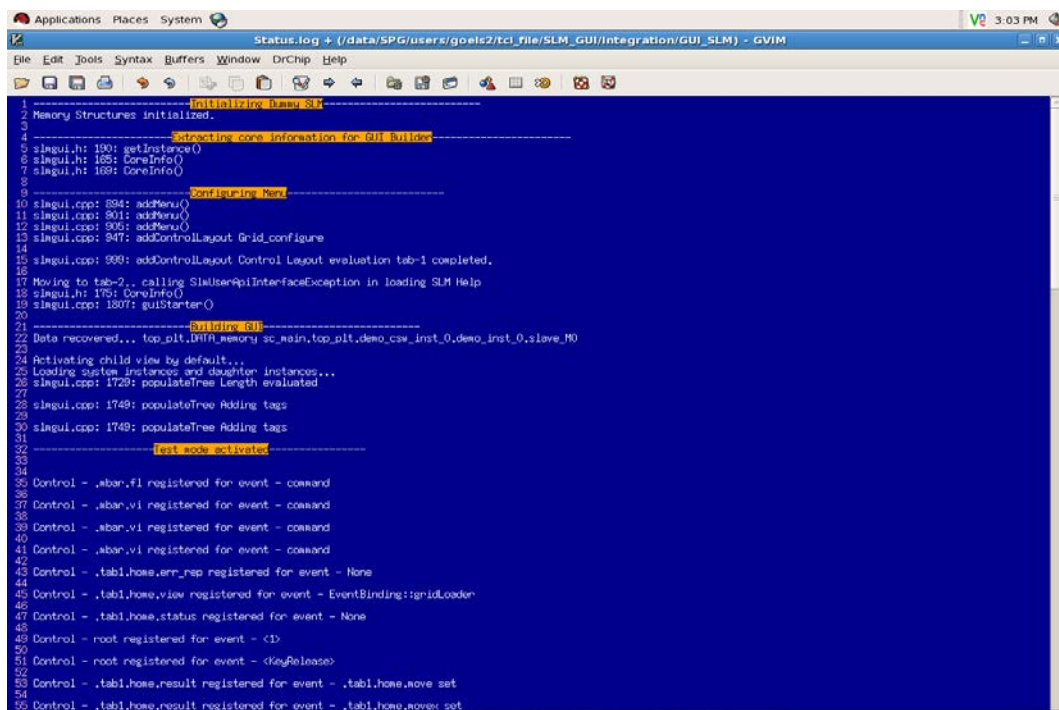 Applications Places System
3:03 PM
Status.log + (/data/SPG/users/goels2/tcl_file/SLM_GUI/Integration/GUI_SLM) - GVIM
File Edit Tools Syntax Buffers Window DrChip Help
1 --------------------------Initializing Dummy SLM--------------------------
2 Memory Structures initialized.
3
4 -----------------------Extracting core information for GUI Builder-----------------------
5 slmgui.h: 190: getInstance()
6 slmgui.h: 165: CoreInfo()
7 slmgui.h: 169: CoreInfo()
8
9 --------------------------Configuring Menu--------------------------
10 slmgui.cpp: 894: addMenu()
11 slmgui.cpp: 901: addMenu()
12 slmgui.cpp: 905: addMenu()
13 slmgui.cpp: 947: addControlLayout Grid_configure
14
15 slmgui.cpp: 999: addControlLayout Control Layout evaluation tab-1 completed.
16
17 Moving to tab-2.. calling SlmUserApiInterfaceException in loading SLM Help
18 slmgui.h: 175: CoreInfo()
19 slmgui.cpp: 1807: guiStarter()
20
21 --------------------------Building GUI--------------------------
22 Data recovered... top_plt.DATA_memory sc_main.top_plt.demo_csw_inst_0.demo_inst_0.slave_M0
23
24 Activating child view by default...
25 Loading system instances and daughter instances...
26 slmgui.cpp: 1729: populateTree Length evaluated
27
28 slmgui.cpp: 1749: populateTree Adding tags
29
30 slmgui.cpp: 1749: populateTree Adding tags
31
32 --------------------Test mode activated----------------
33
34
35 Control - .mbar.fl registered for event - command
36
37 Control - .mbar.vi registered for event - command
38
39 Control - .mbar.vi registered for event - command
40
41 Control - .mbar.vi registered for event - command
42
43 Control - .tab1.home.err_rep registered for event - None
44
45 Control - .tab1.home.view registered for event - EventBinding::gridLoader
46
47 Control - .tab1.home.status registered for event - None
48
49 Control - root registered for event - <1>
50
51 Control - root registered for event - <KeyRelease>
52
53 Control - .tab1.home.result registered for event - .tab1.home.move set
54
55 Control - .tab1.home.result registered for event - .tab1.home.movex set